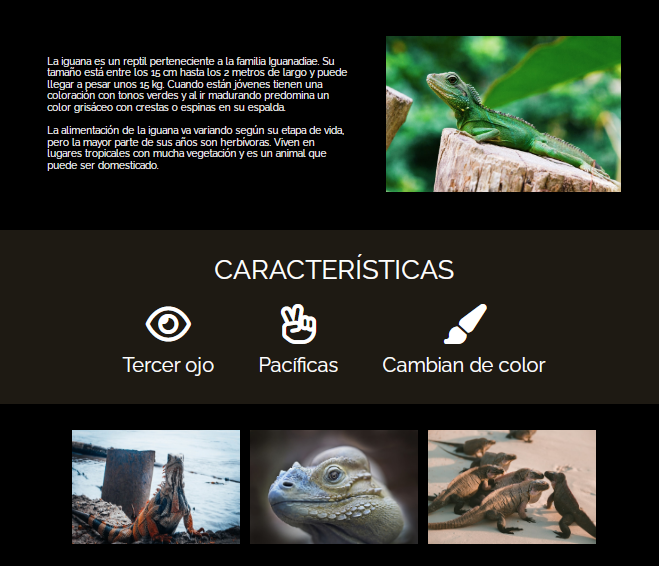 La iguana es un reptil perteneciente a la familia Iguanadiae. Su
tamaño está entre los 15 cm hasta los 2 metros de largo y puede
llegar a pesar unos 15 kg. Cuando están jóvenes tienen una
coloración con tonos verdes y al ir madurando predomina un
color grisáceo con crestas o espinas en su espalda.
La alimentación de la iguana va variando según su etapa de vida,
pero la mayor parte de sus años son herbívoras. Viven en
lugares tropicales con mucha vegetación y es un animal que
puede ser domesticado.
CARACTERÍSTICAS
Tercer ojo
Pacíficas
Cambian de color